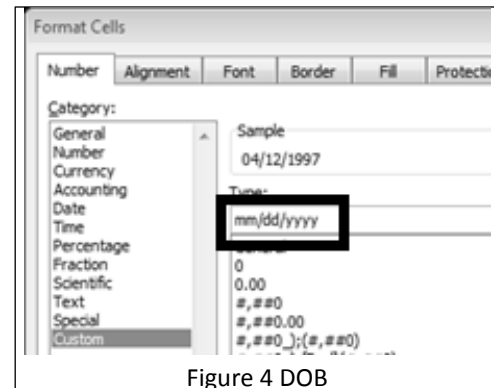 Format Cells
Number Alignment Font Border Fill
Category:
General
Number
Currency
Accounting
Date
Time
Percentage
Fraction
Scientific
Text
Special
Custom
Sample
04/12/1997
Type:
mm/dd/yyyy
General
0
0.00
#,##0
#,##0.00
#,##0_);(#,##0)
Figure 4 DOB